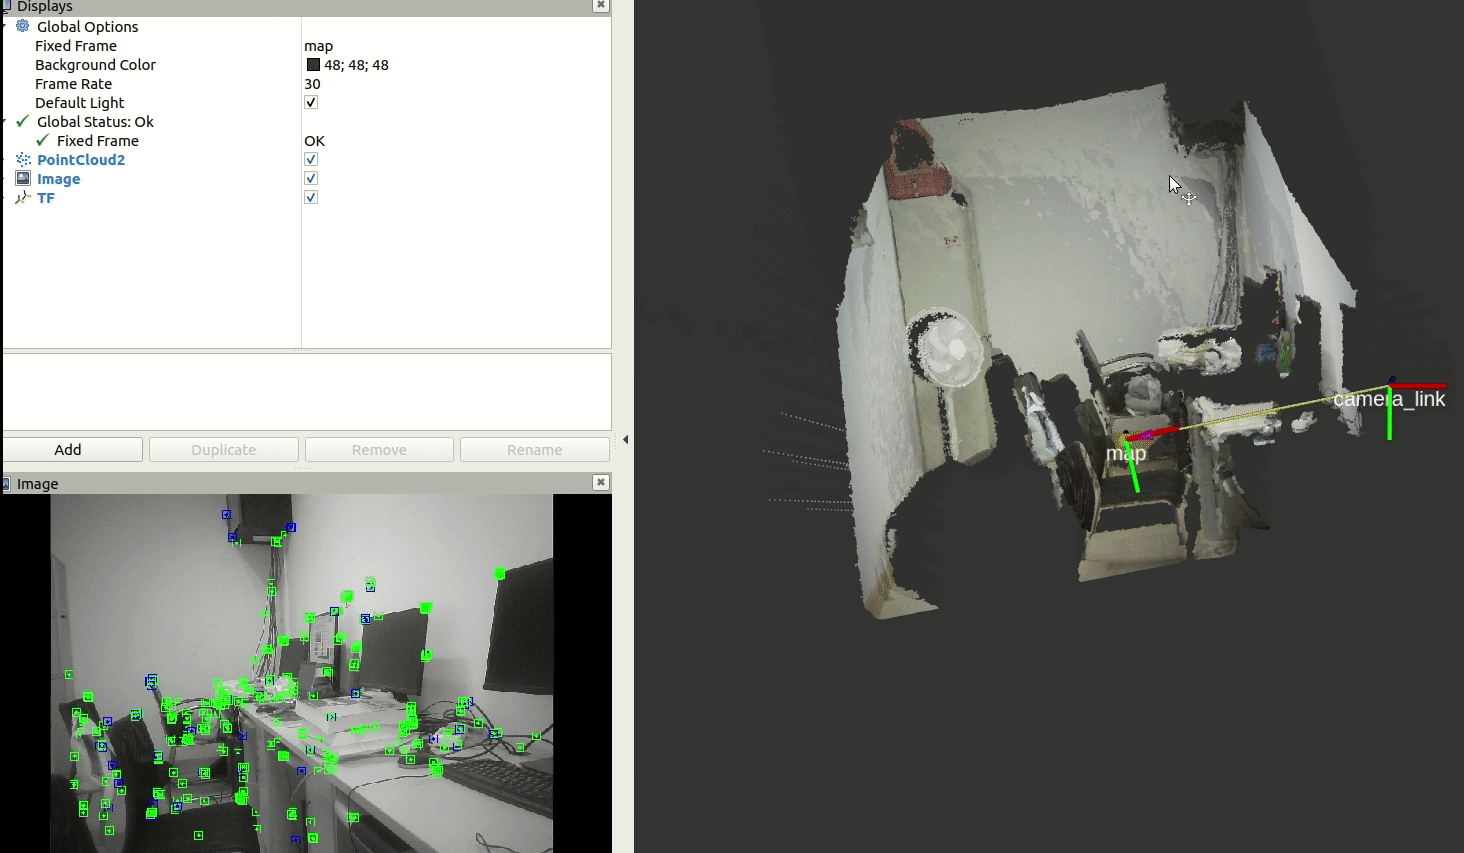 Displays
Global Options
Fixed Frame map
Background Color 48; 48; 48
Frame Rate 30
Default Light
Global Status: Ok
Fixed Frame OK
PointCloud2
Image
TF
Add Duplicate Remove Rename
Image
camera_link
map